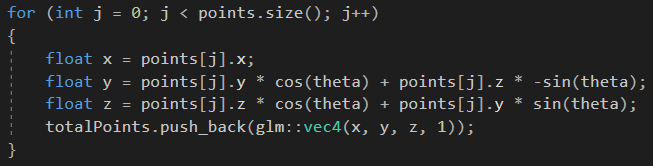 for (int j = 0; j < points.size(); j++)
{
float x = points[j].x;
float y = points[j].y * cos(theta) + points[j].z * -sin(theta);
float z = points[j].z * cos(theta) + points[j].y * sin(theta);
totalPoints.push_back(glm::vec4(x, y, z, 1));
}